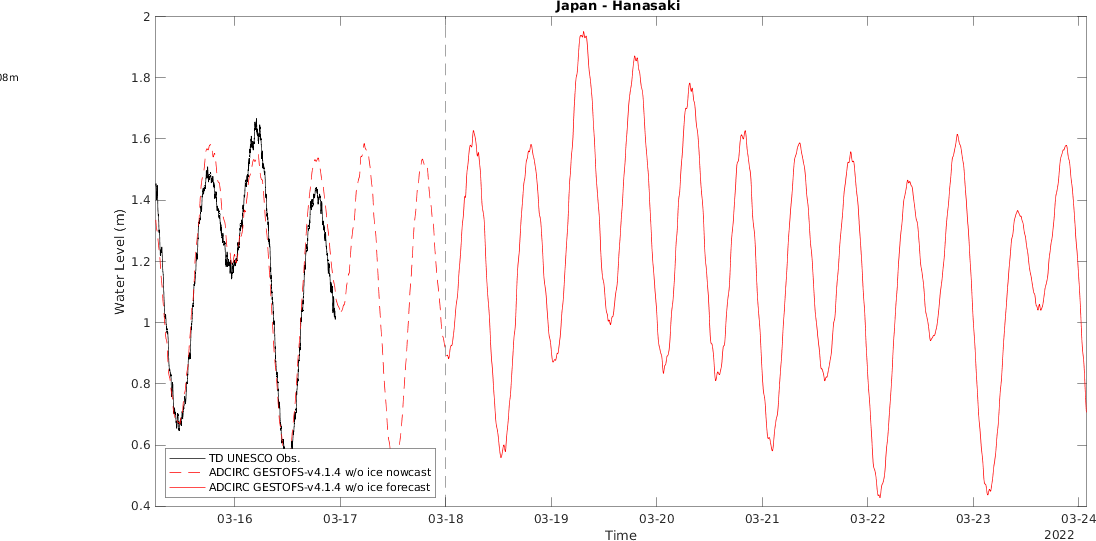 Japan - Hanasaki
08m
2
1.8
1.6
1.4
1.2
1
0.8
0.6
0.4
Water Level (m)
TD UNESCO Obs.
ADCIRC GESTOFS-v4.1.4 w/o ice nowcast
ADCIRC GESTOFS-v4.1.4 w/o ice forecast
03-16 03-17 03-18 03-19 03-20 03-21 03-22 03-23 03-24
Time
2022